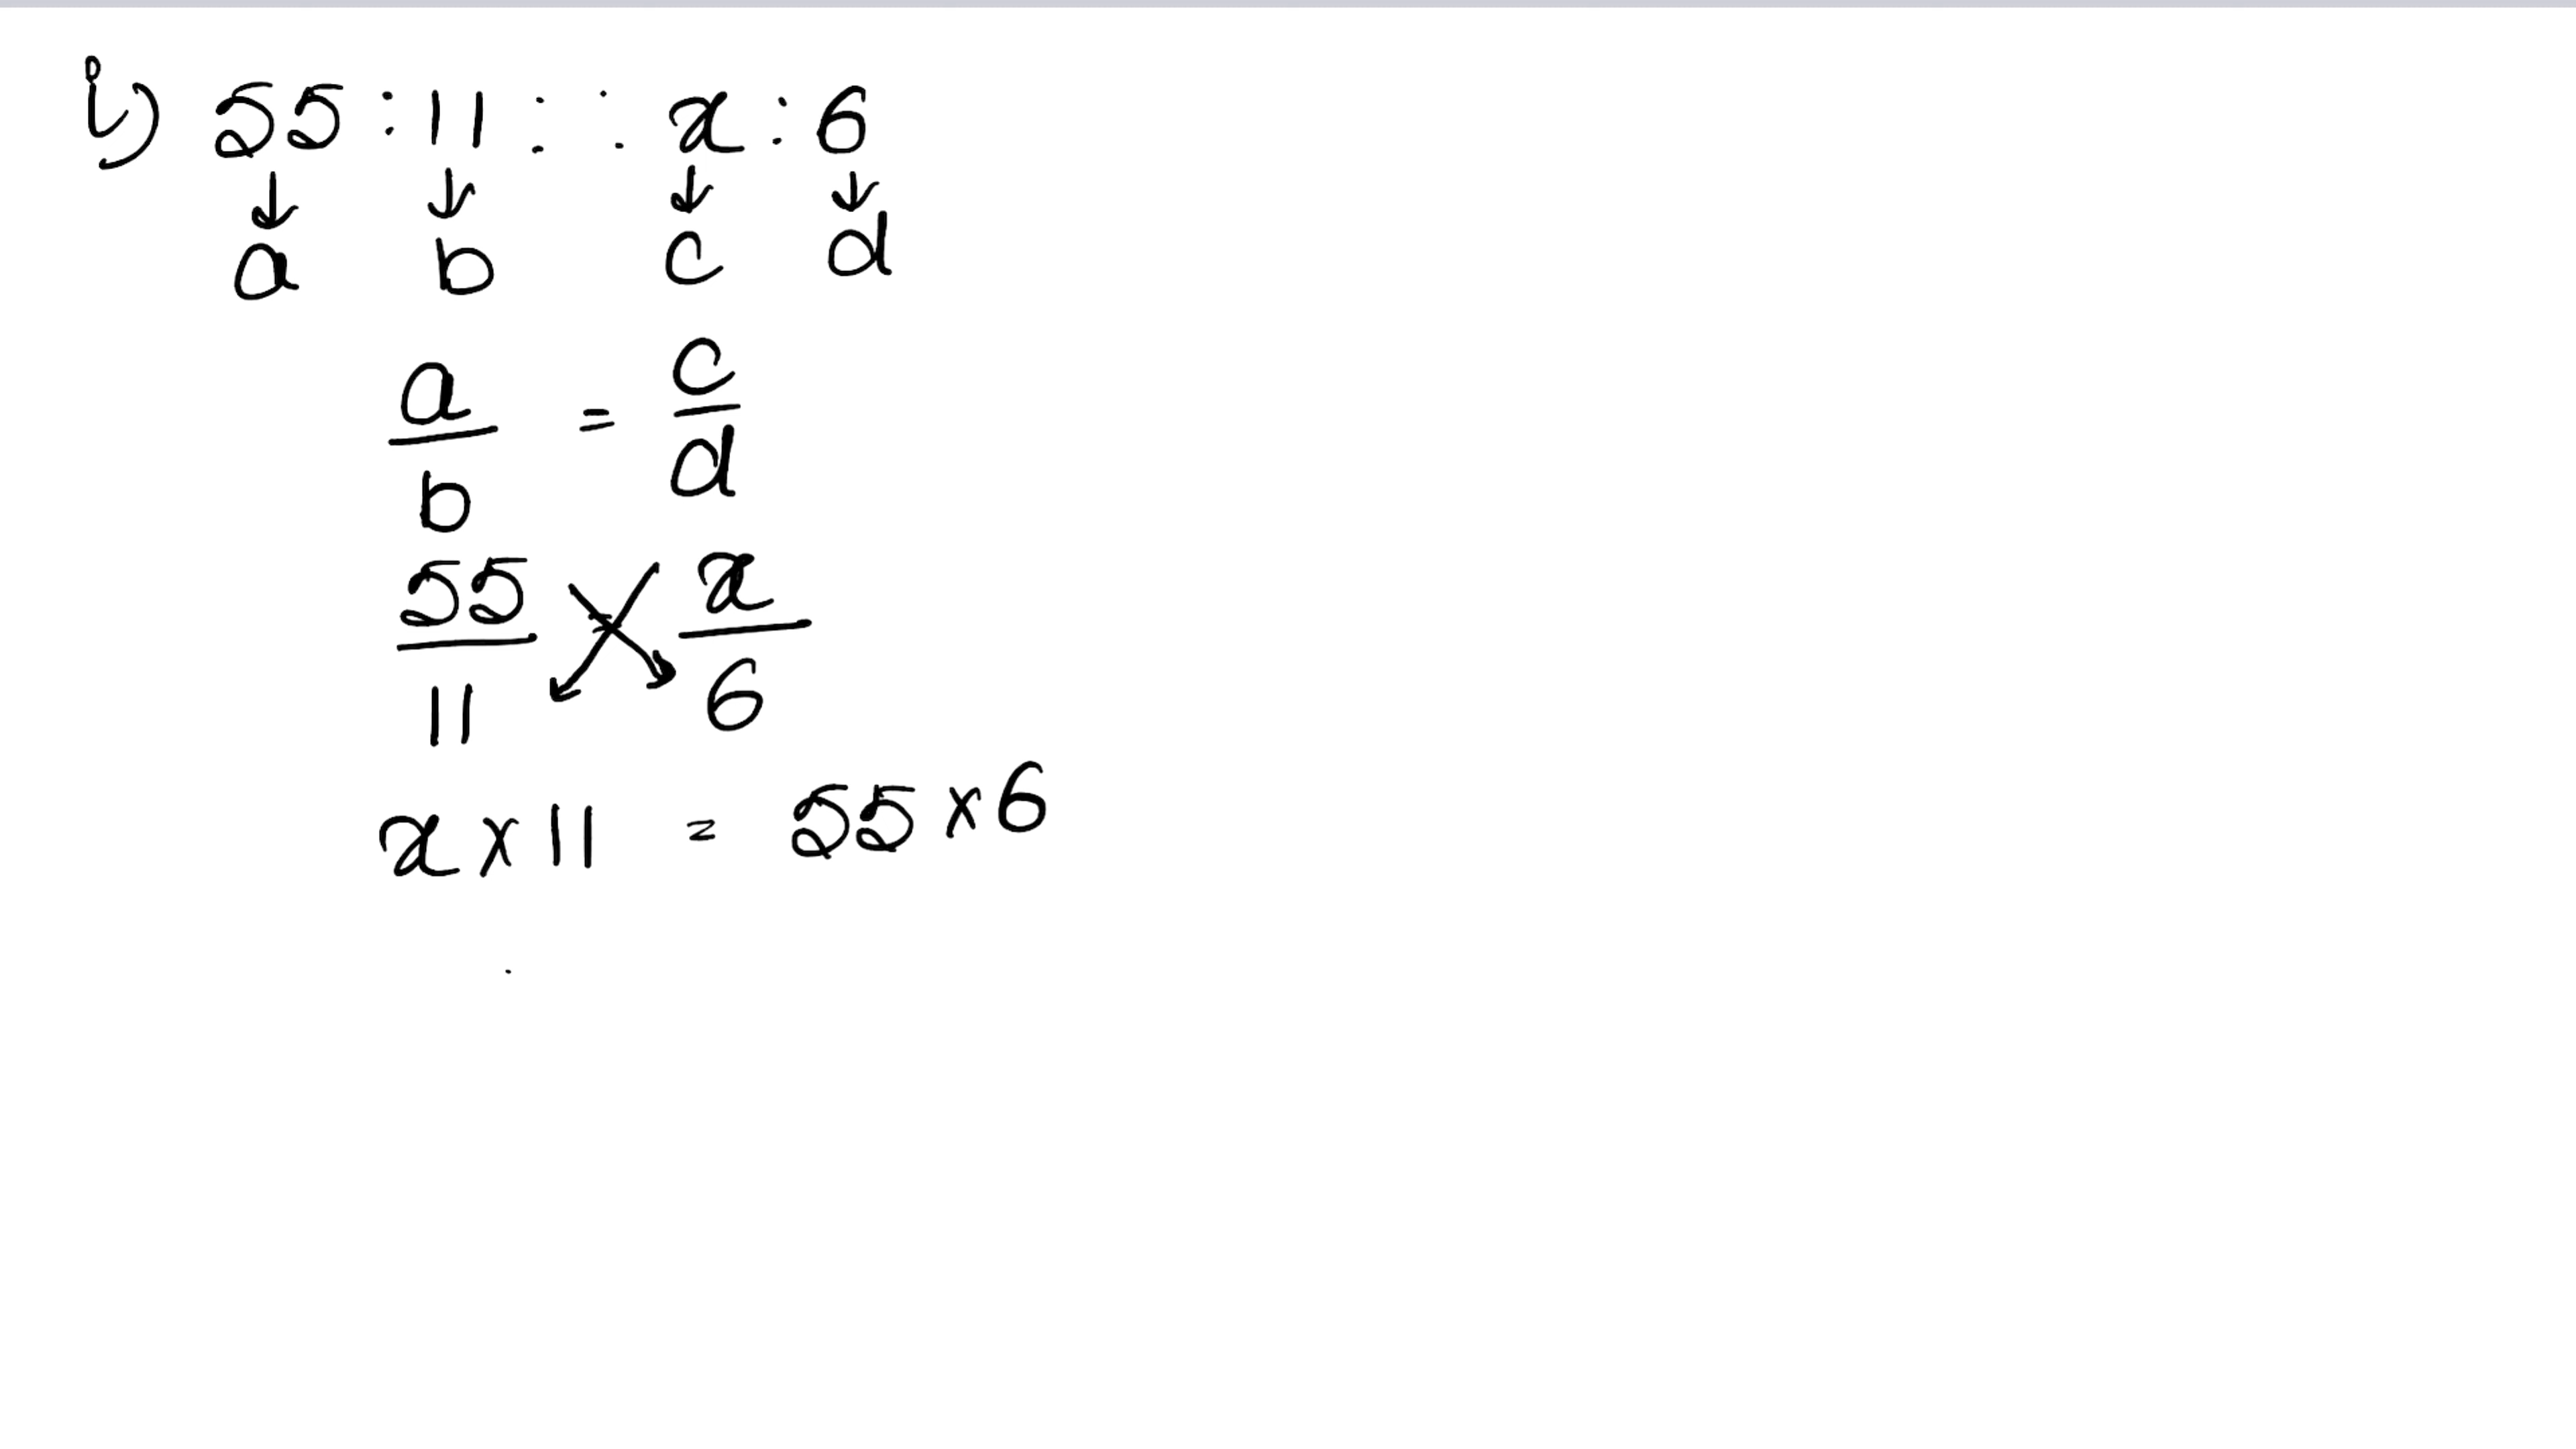 i) 55 : 11 : : x : 6
↓ ↓ ↓ ↓
a b c d
a/b = c/d
55/11 = x/6
x × 11 = 55 × 6